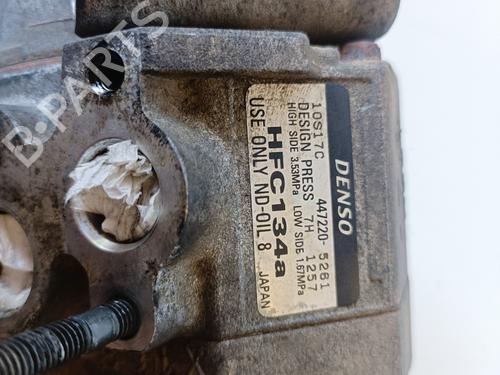 DENSO
10S17C 447220-5261
DESIGN PRESS 7H 1257
HIGH SIDE 3.53MPa LOW SIDE 1.67MPa
HFC134a
USE ONLY ND-OIL 8 JAPAN
B-PARTS